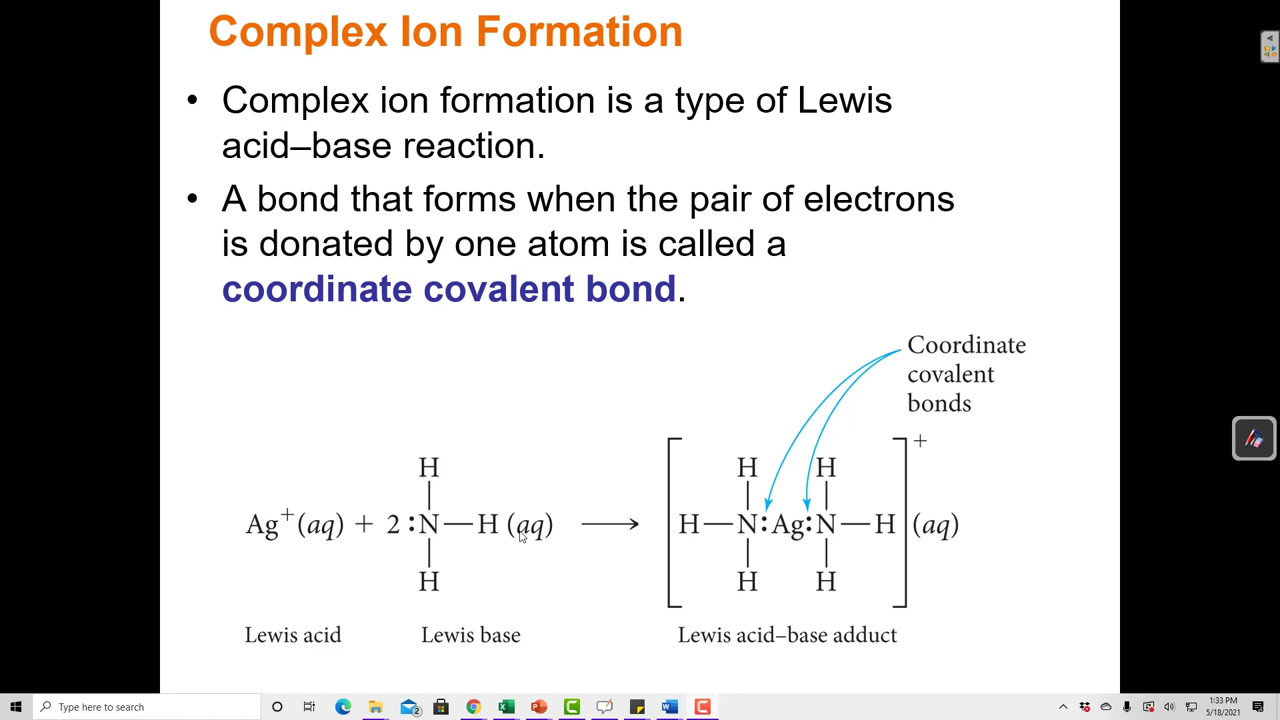 Complex Ion Formation
• Complex ion formation is a type of Lewis
acid–base reaction.
• A bond that forms when the pair of electrons
is donated by one atom is called a
coordinate covalent bond.
Coordinate
covalent
bonds
+
H H H
Ag⁺(aq) + 2 :N—H (aq) ⟶ [H—N:Ag:N—H] (aq)
H H H
Lewis acid Lewis base Lewis acid–base adduct
Type here to search
2
1:33 PM
5/18/2021